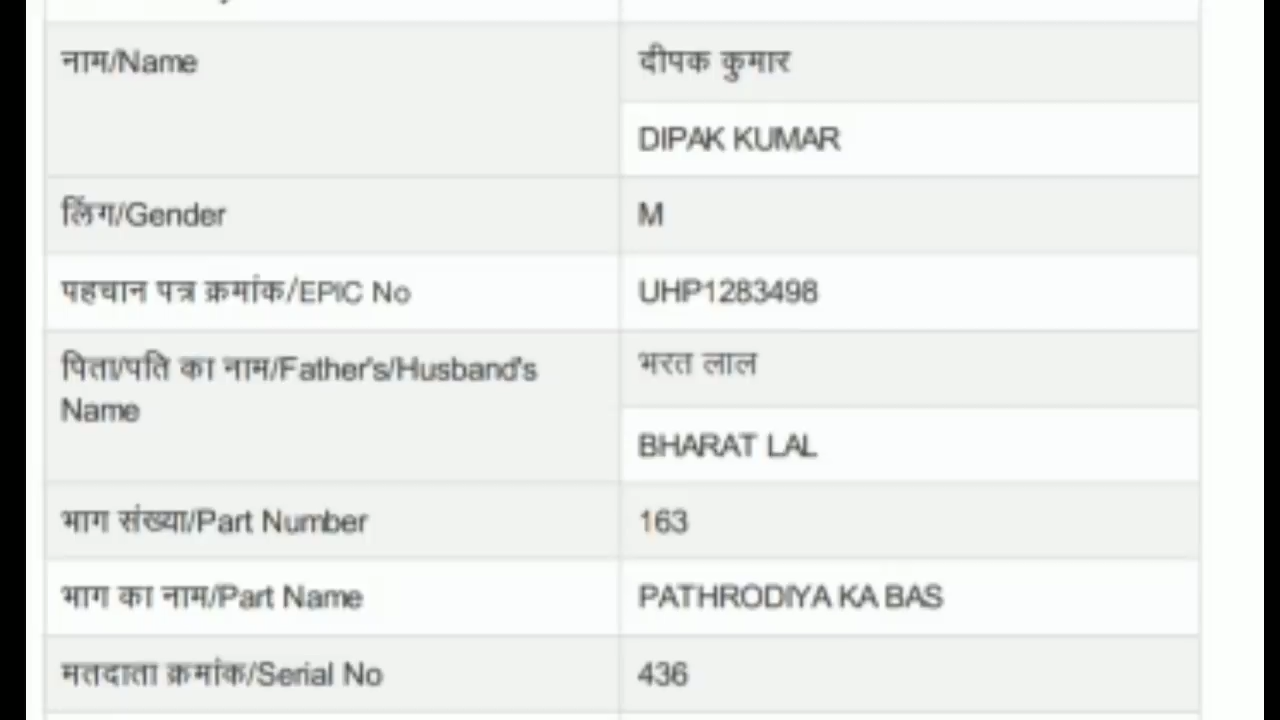 नाम/Name
दीपक कुमार
DIPAK KUMAR
लिंग/Gender
M
पहचान पत्र क्रमांक/EPIC No
UHP1283498
पिता/पति का नाम/Father's/Husband's
Name
भरत लाल
BHARAT LAL
भाग संख्या/Part Number
163
भाग का नाम/Part Name
PATHRODIYA KA BAS
मतदाता क्रमांक/Serial No
436